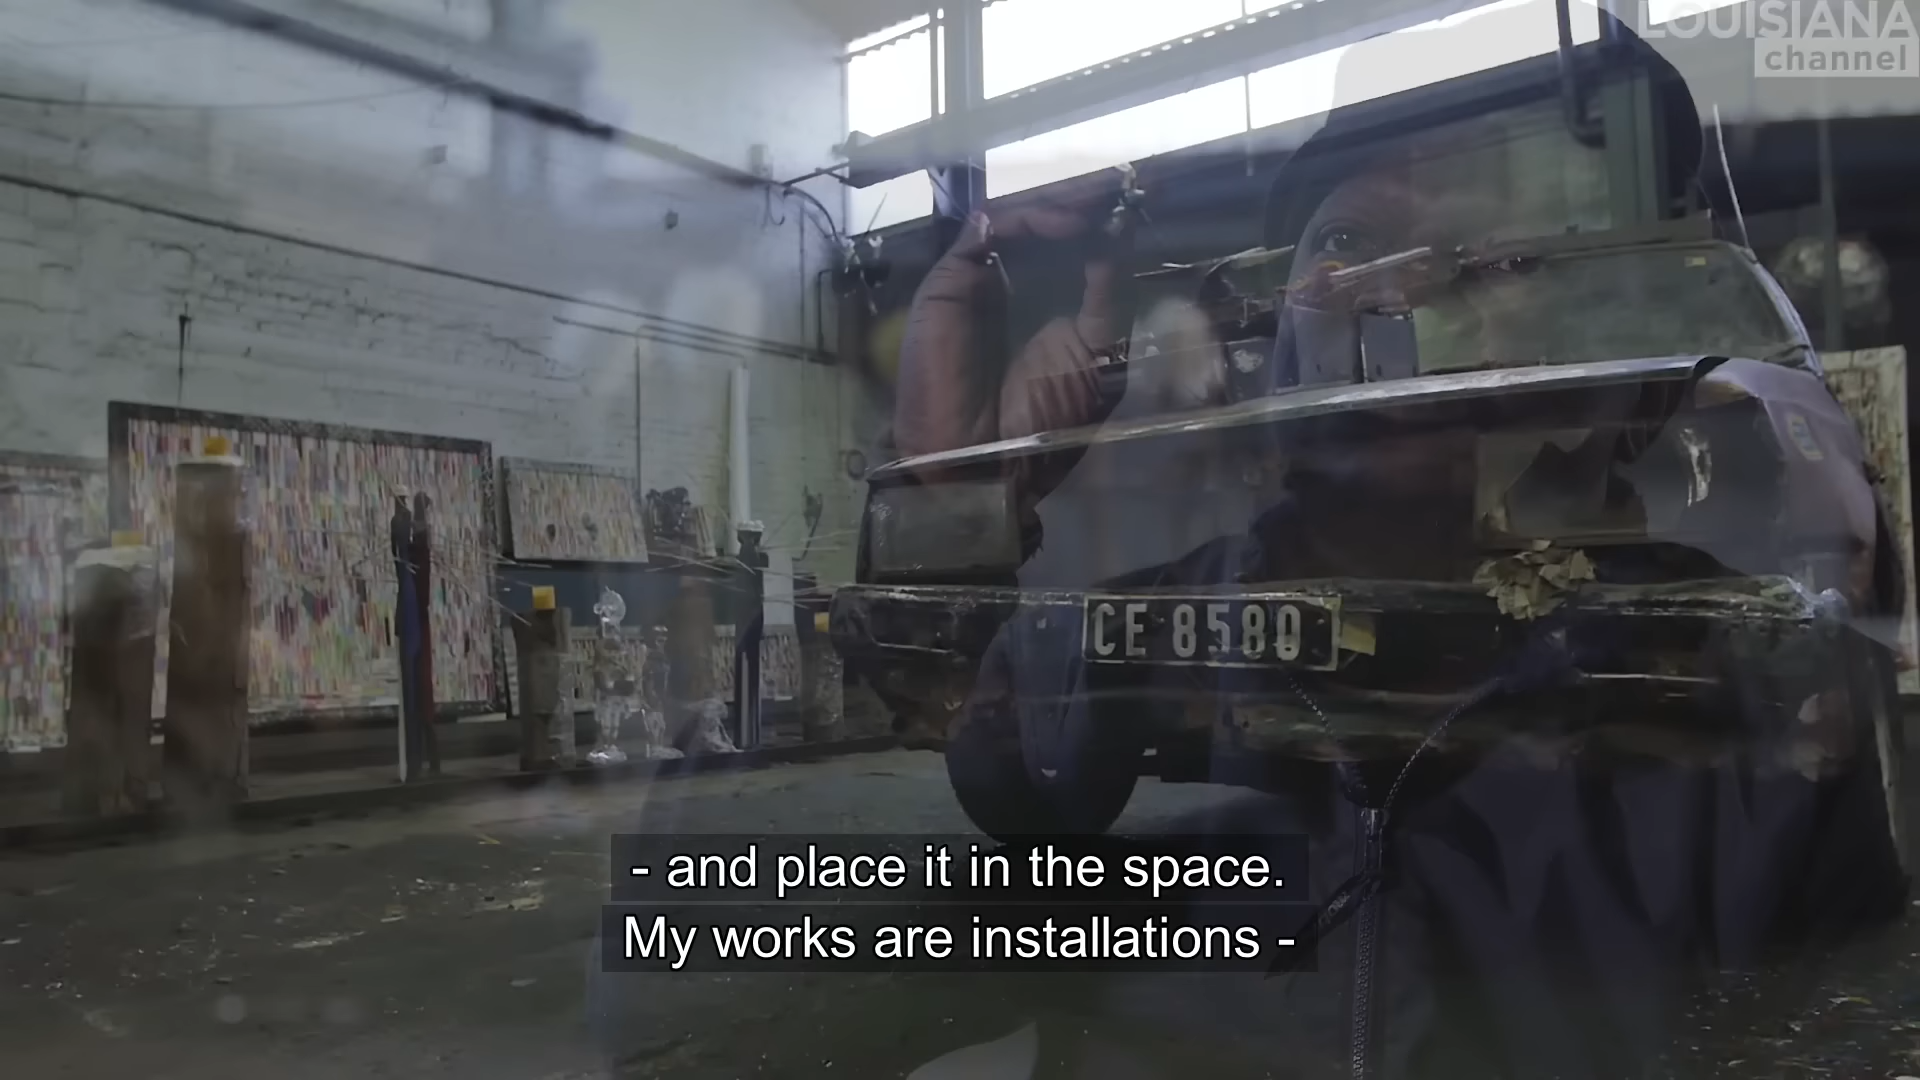 LOUISIANA
channel
CE 8580
- and place it in the space.
My works are installations -